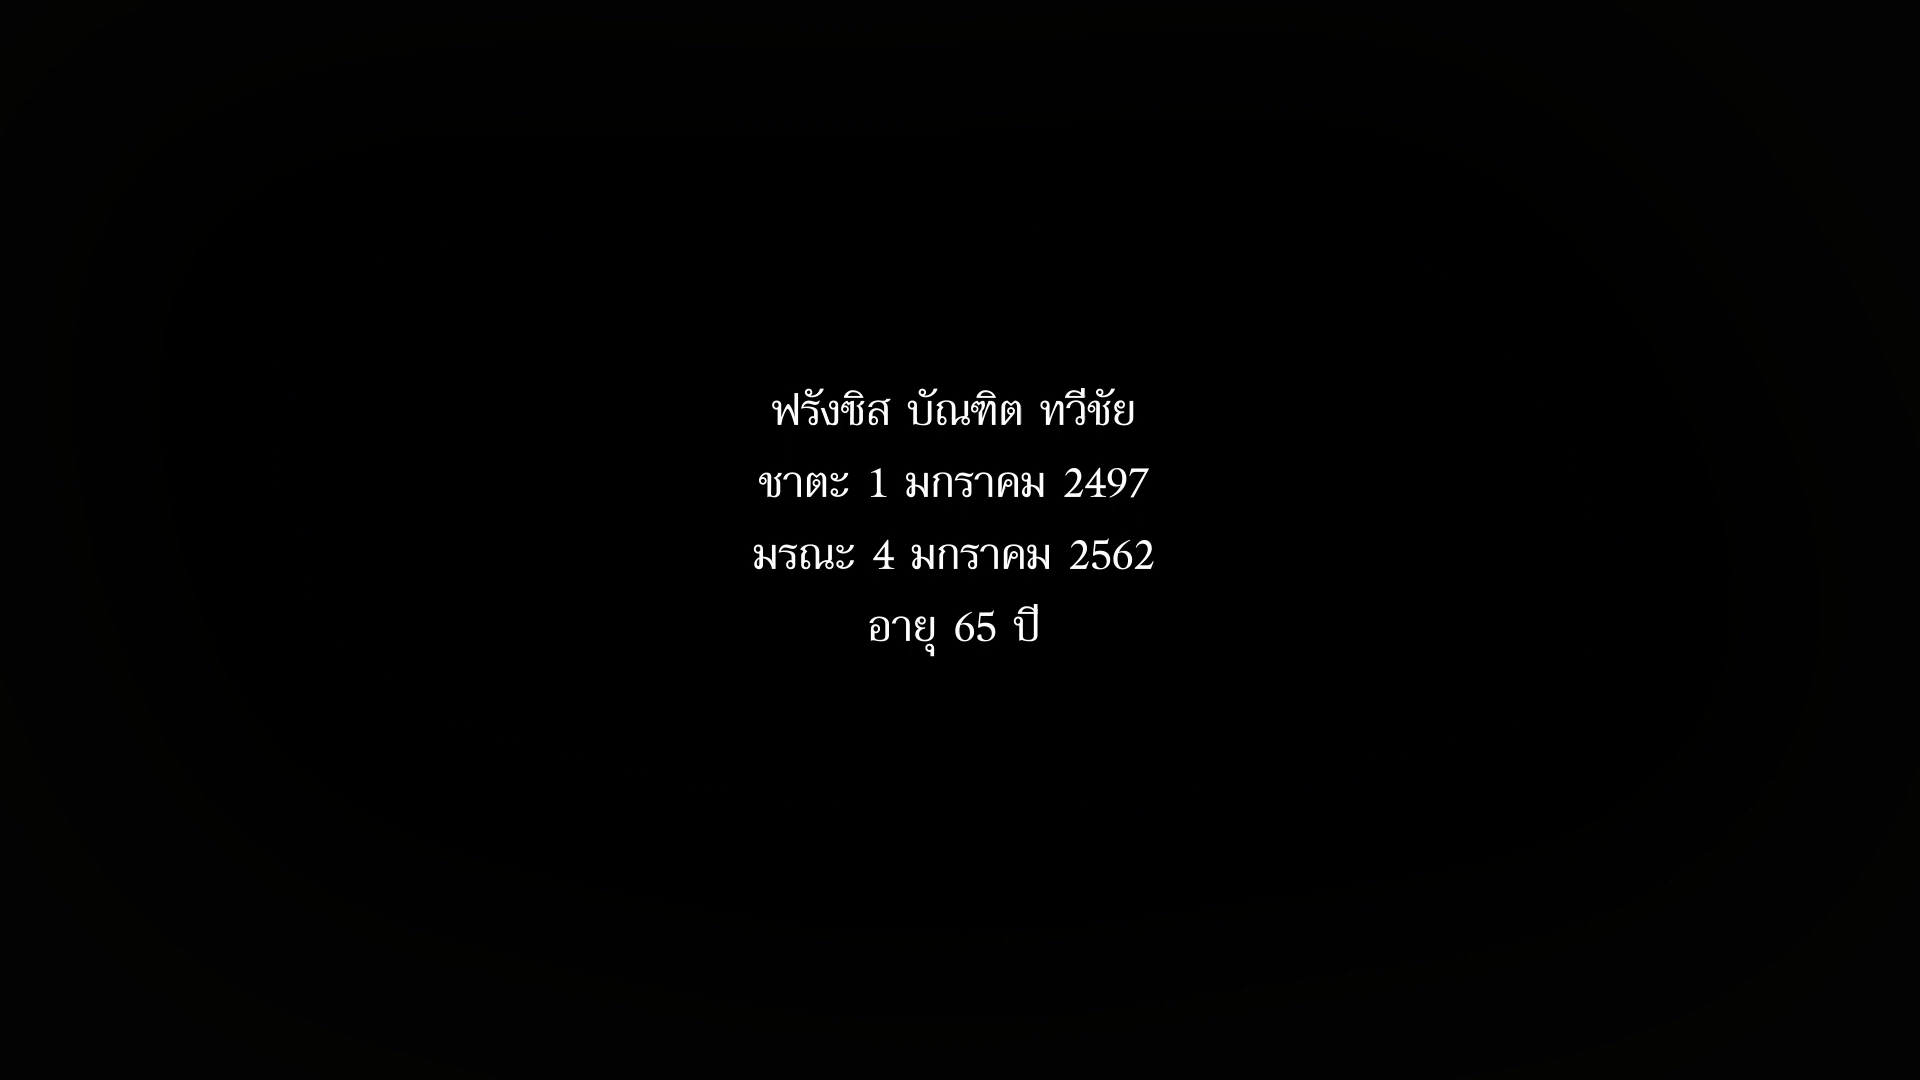 ฟรังซิส บัณฑิต ทวีชัย
ชาตะ 1 มกราคม 2497
มรณะ 4 มกราคม 2562
อายุ 65 ปี